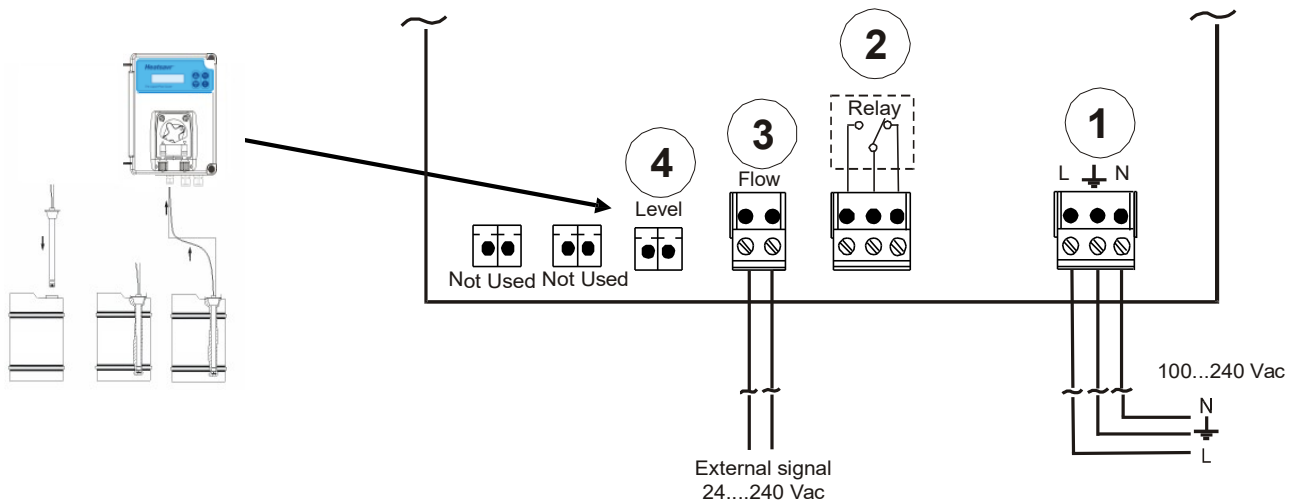 2
Relay
3
1
4
Flow
L N
Level
Not Used Not Used
100...240 Vac
N
L
External signal
24....240 Vac